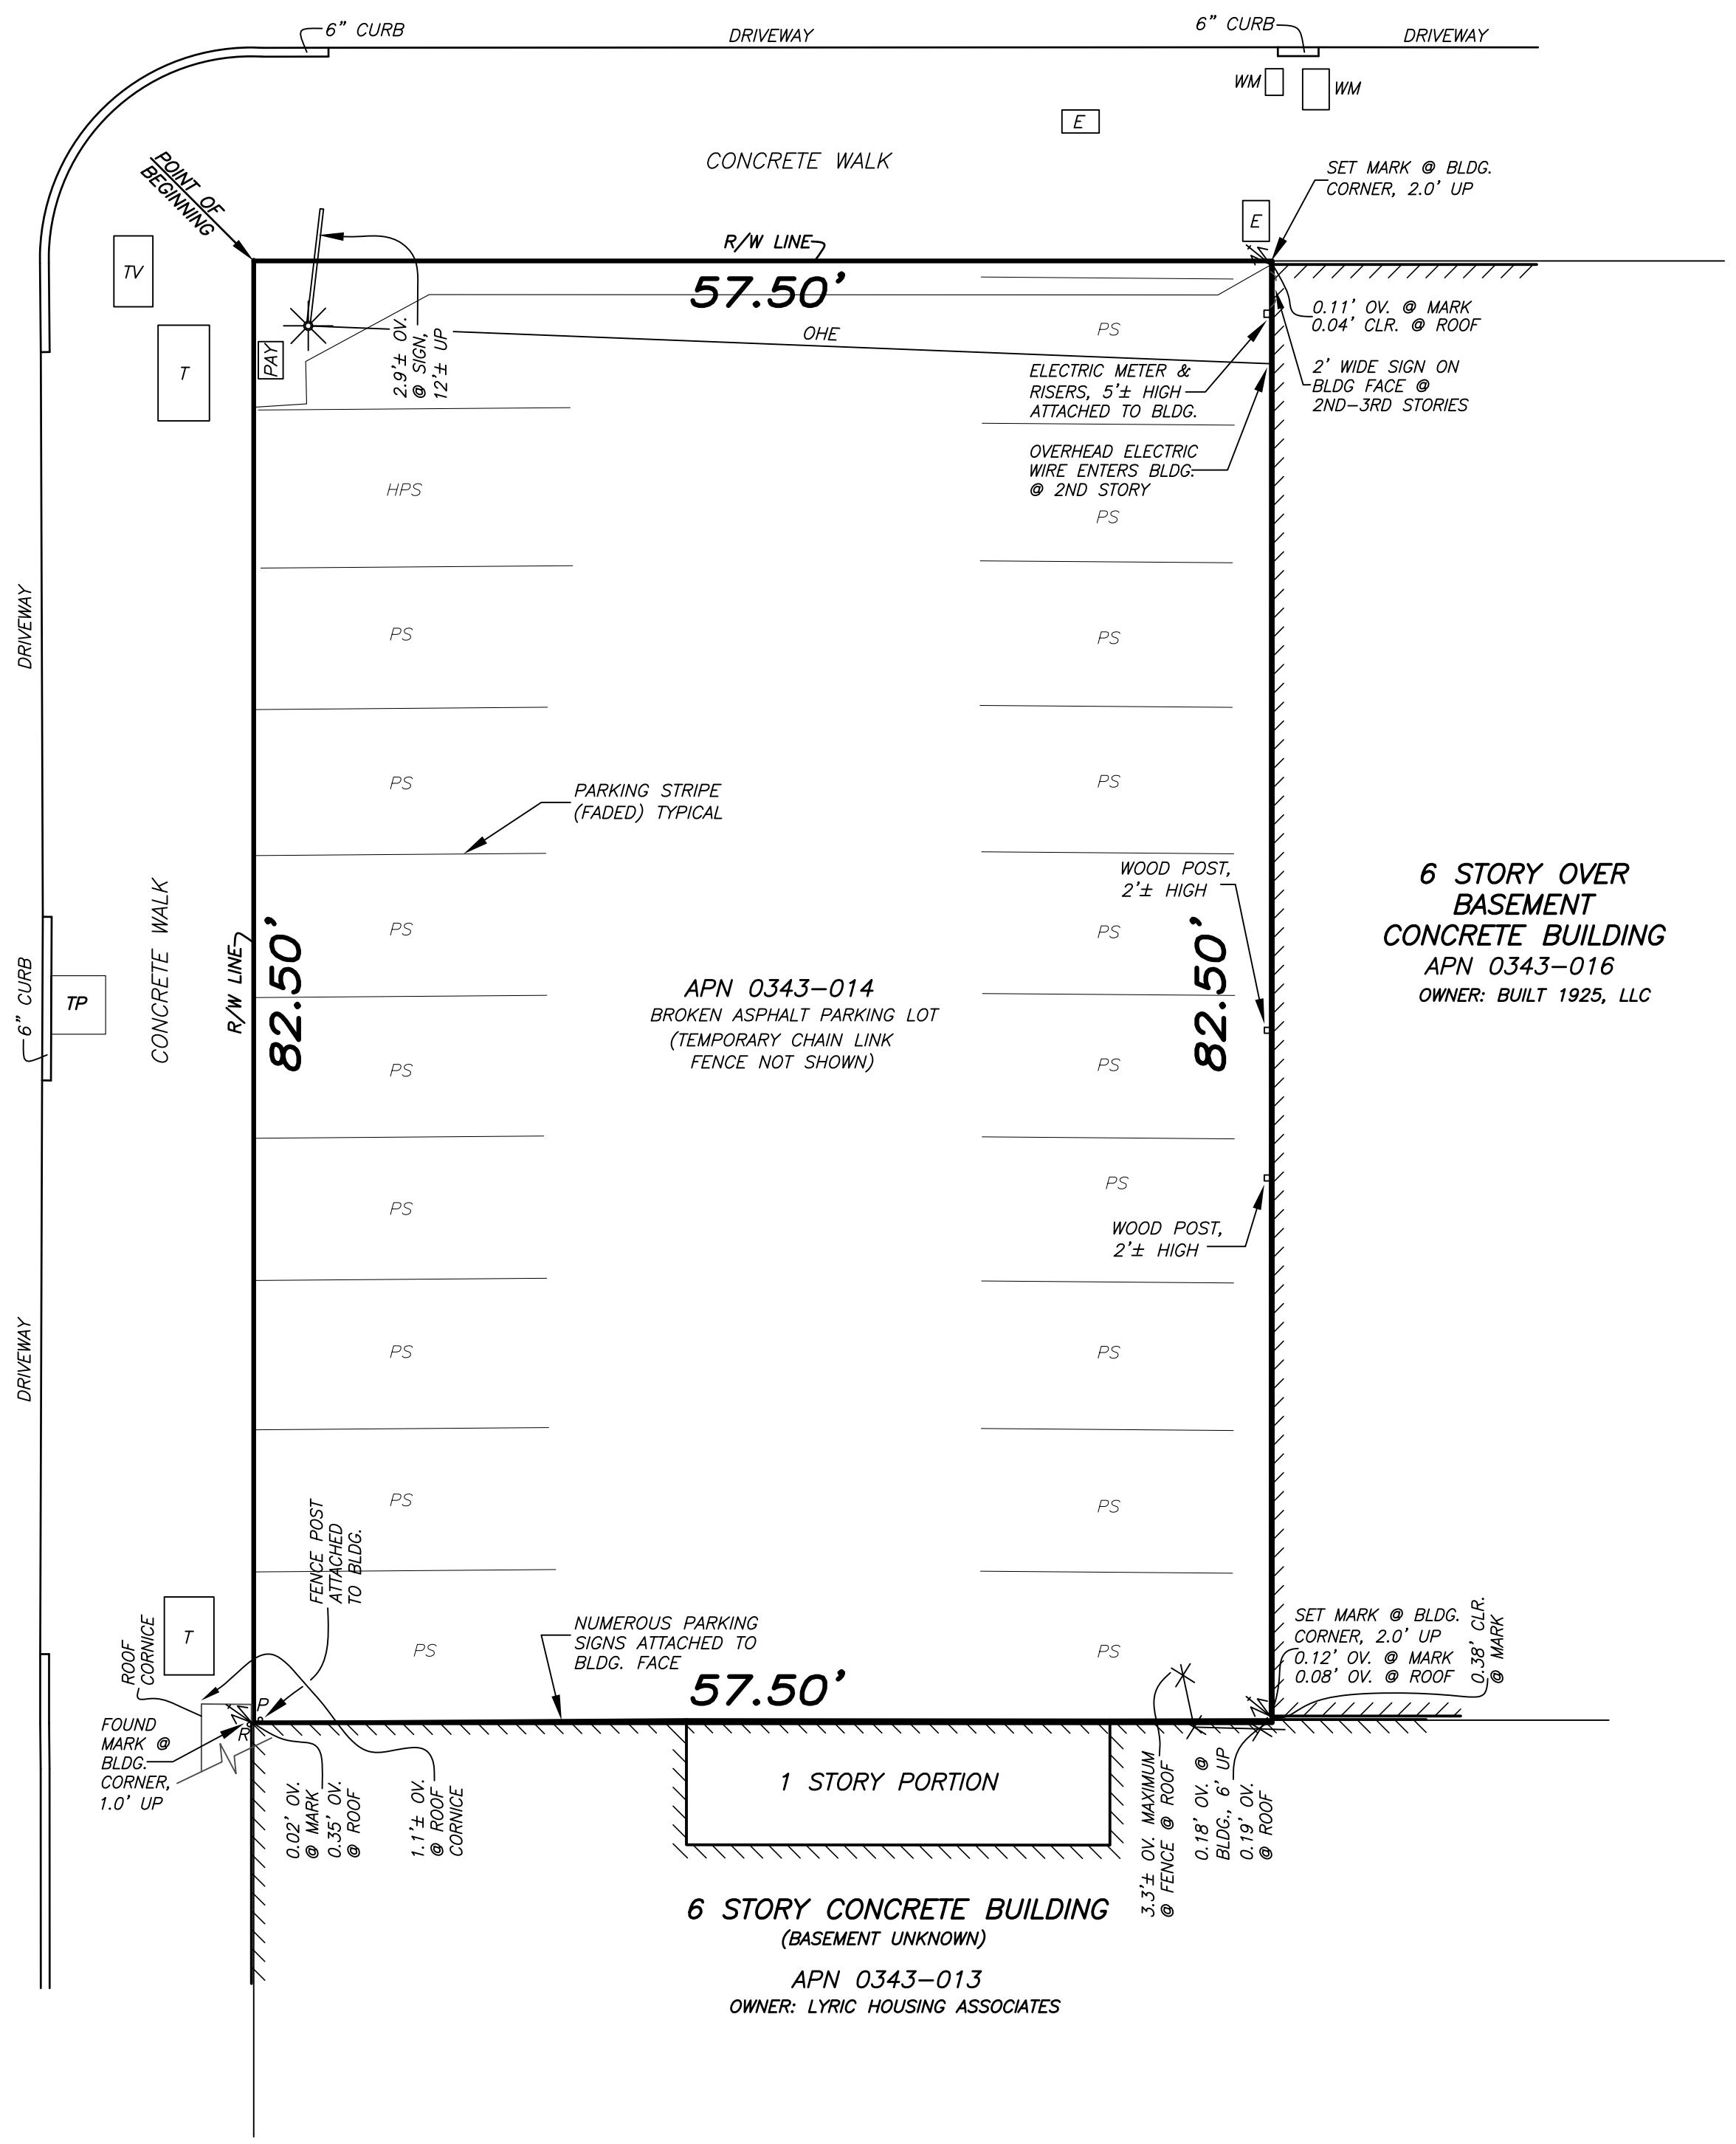 6" CURB
DRIVEWAY
6" CURB
DRIVEWAY
WM
WM
E
CONCRETE WALK
POINT OF
BEGINNING
SET MARK @ BLDG.
CORNER, 2.0' UP
E
TV
R/W LINE
57.50'
T
PAY
2.9'± OV.
@ SIGN,
12'± UP
OHE
PS
0.11' OV. @ MARK
0.04' CLR. @ ROOF
ELECTRIC METER &
RISERS, 5'± HIGH
ATTACHED TO BLDG.
2' WIDE SIGN ON
BLDG FACE @
2ND-3RD STORIES
OVERHEAD ELECTRIC
WIRE ENTERS BLDG.
@ 2ND STORY
HPS
PS
DRIVEWAY
PS
PS
PS
PS
PARKING STRIPE
(FADED) TYPICAL
WOOD POST,
2'± HIGH
6 STORY OVER
BASEMENT
CONCRETE BUILDING
APN 0343-016
OWNER: BUILT 1925, LLC
CONCRETE WALK
R/W LINE
82.50'
PS
PS
82.50'
6" CURB
TP
APN 0343-014
BROKEN ASPHALT PARKING LOT
(TEMPORARY CHAIN LINK
FENCE NOT SHOWN)
PS
PS
PS
PS
WOOD POST,
2'± HIGH
DRIVEWAY
PS
PS
PS
PS
FENCE POST
ATTACHED
TO BLDG.
T
ROOF
CORNICE
PS
NUMEROUS PARKING
SIGNS ATTACHED TO
BLDG. FACE
57.50'
PS
SET MARK @ BLDG.
CORNER, 2.0' UP
0.12' OV. @ MARK
0.08' OV. @ ROOF
0.38' CLR.
@ MARK
P
R
FOUND
MARK @
BLDG.
CORNER,
1.0' UP
0.02' OV.
@ MARK
0.35' OV.
@ ROOF
1.1'± OV.
@ ROOF
CORNICE
1 STORY PORTION
3.3'± OV. MAXIMUM
@ FENCE @ ROOF
0.18' OV. @
BLDG., 6' UP
0.19' OV.
@ ROOF
6 STORY CONCRETE BUILDING
(BASEMENT UNKNOWN)
APN 0343-013
OWNER: LYRIC HOUSING ASSOCIATES